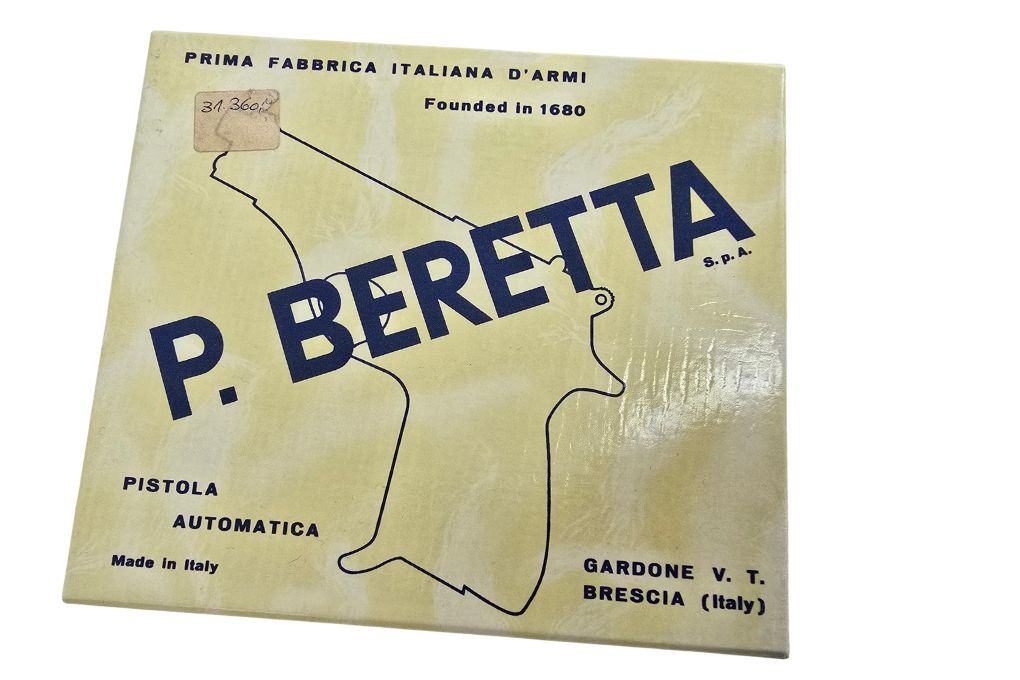 PRIMA FABBRICA ITALIANA D'ARMI
Founded in 1680
31.360
P. BERETTA
S.p.A.
PISTOLA
AUTOMATICA
Made in Italy
GARDONE V. T.
BRESCIA (Italy)